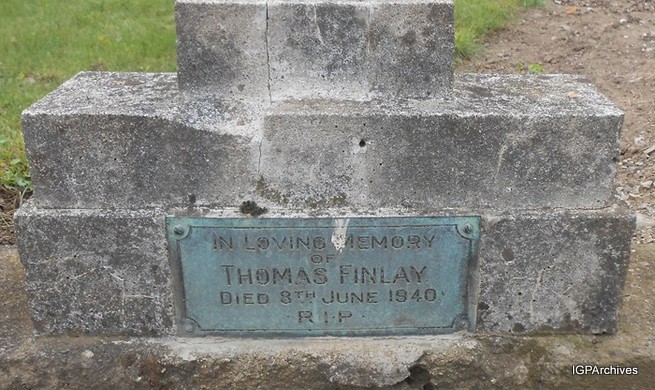 IN LOVING MEMORY
OF
THOMAS FINLAY
DIED 8TH JUNE 1940
R·I·P
IGPArchives